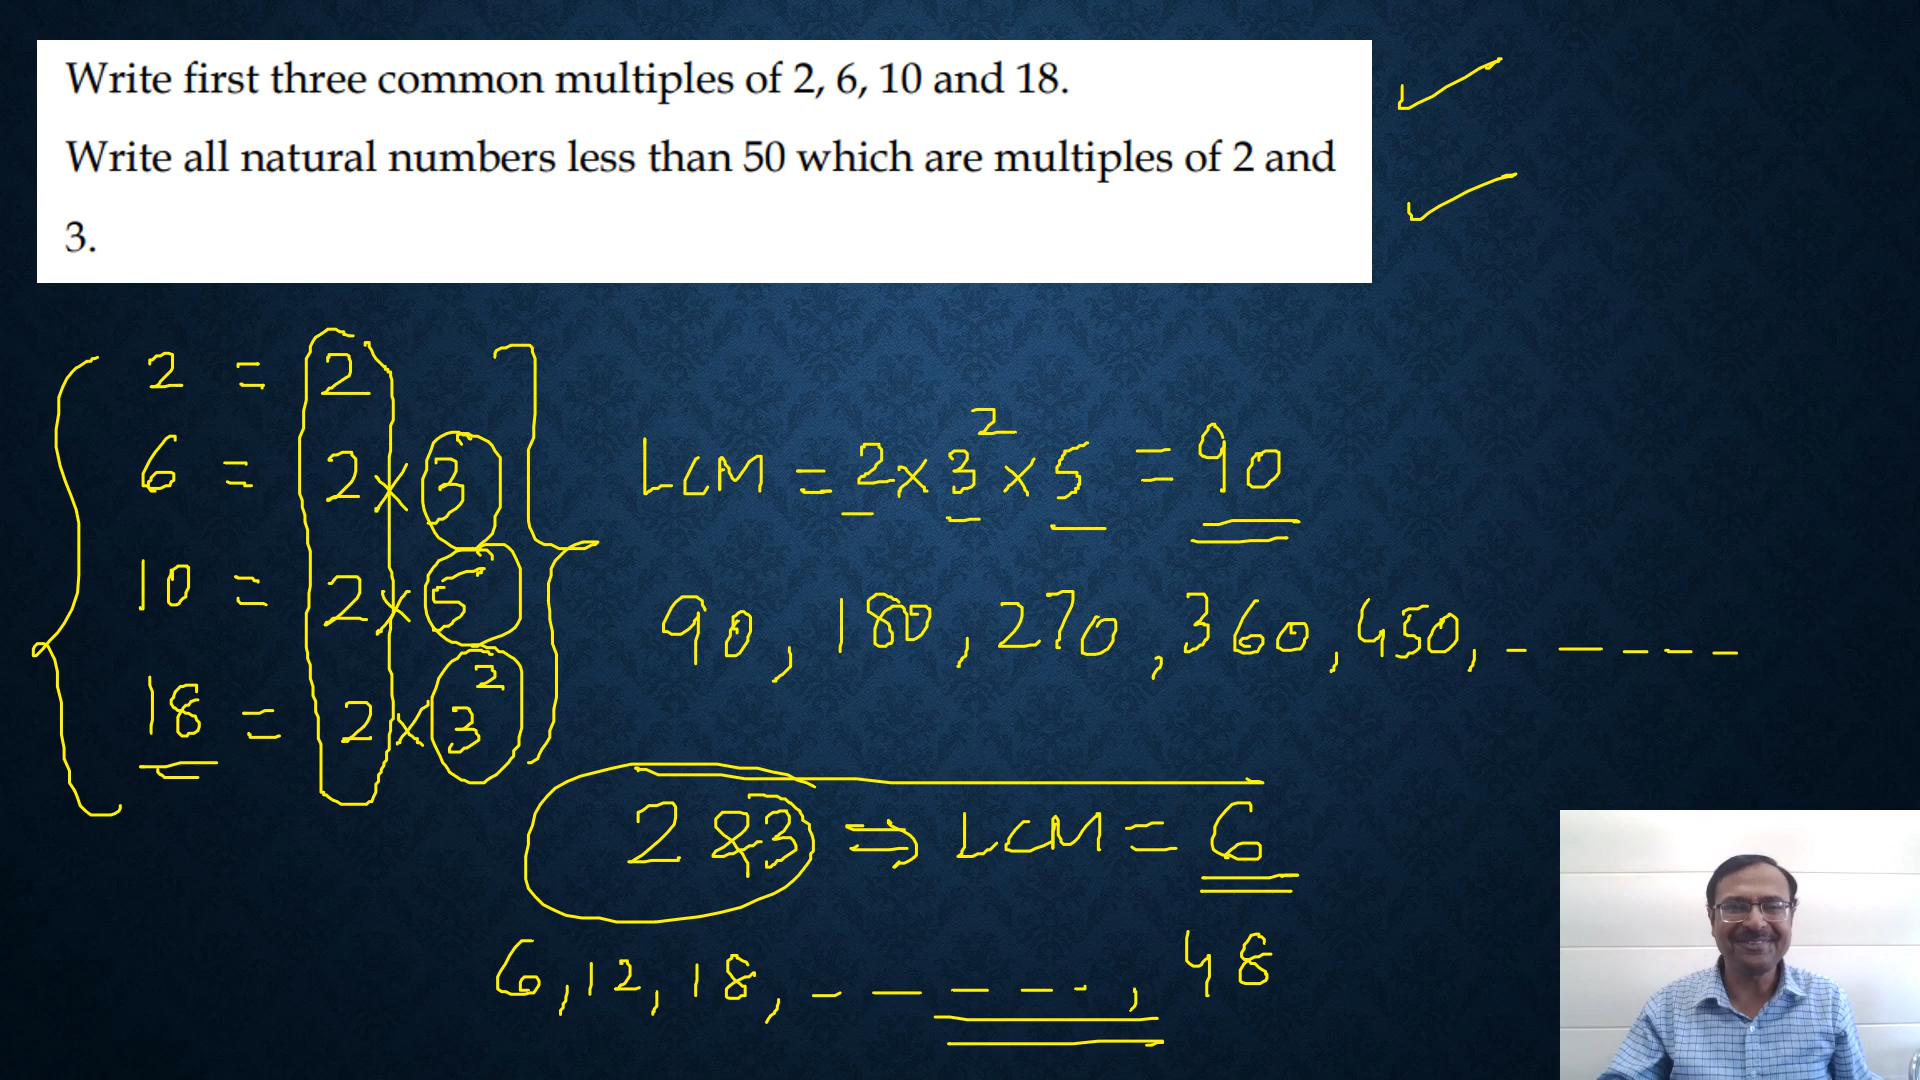 Write first three common multiples of 2, 6, 10 and 18.
Write all natural numbers less than 50 which are multiples of 2 and
3.
2 = 2
6 = 2 × 3
10 = 2 × 5
18 = 2 × 3²
LCM = 2 × 3² × 5 = 90
90, 180, 270, 360, 450, - - - - -
2 & 3 ⇒ LCM = 6
6, 12, 18, - - - - - , 48